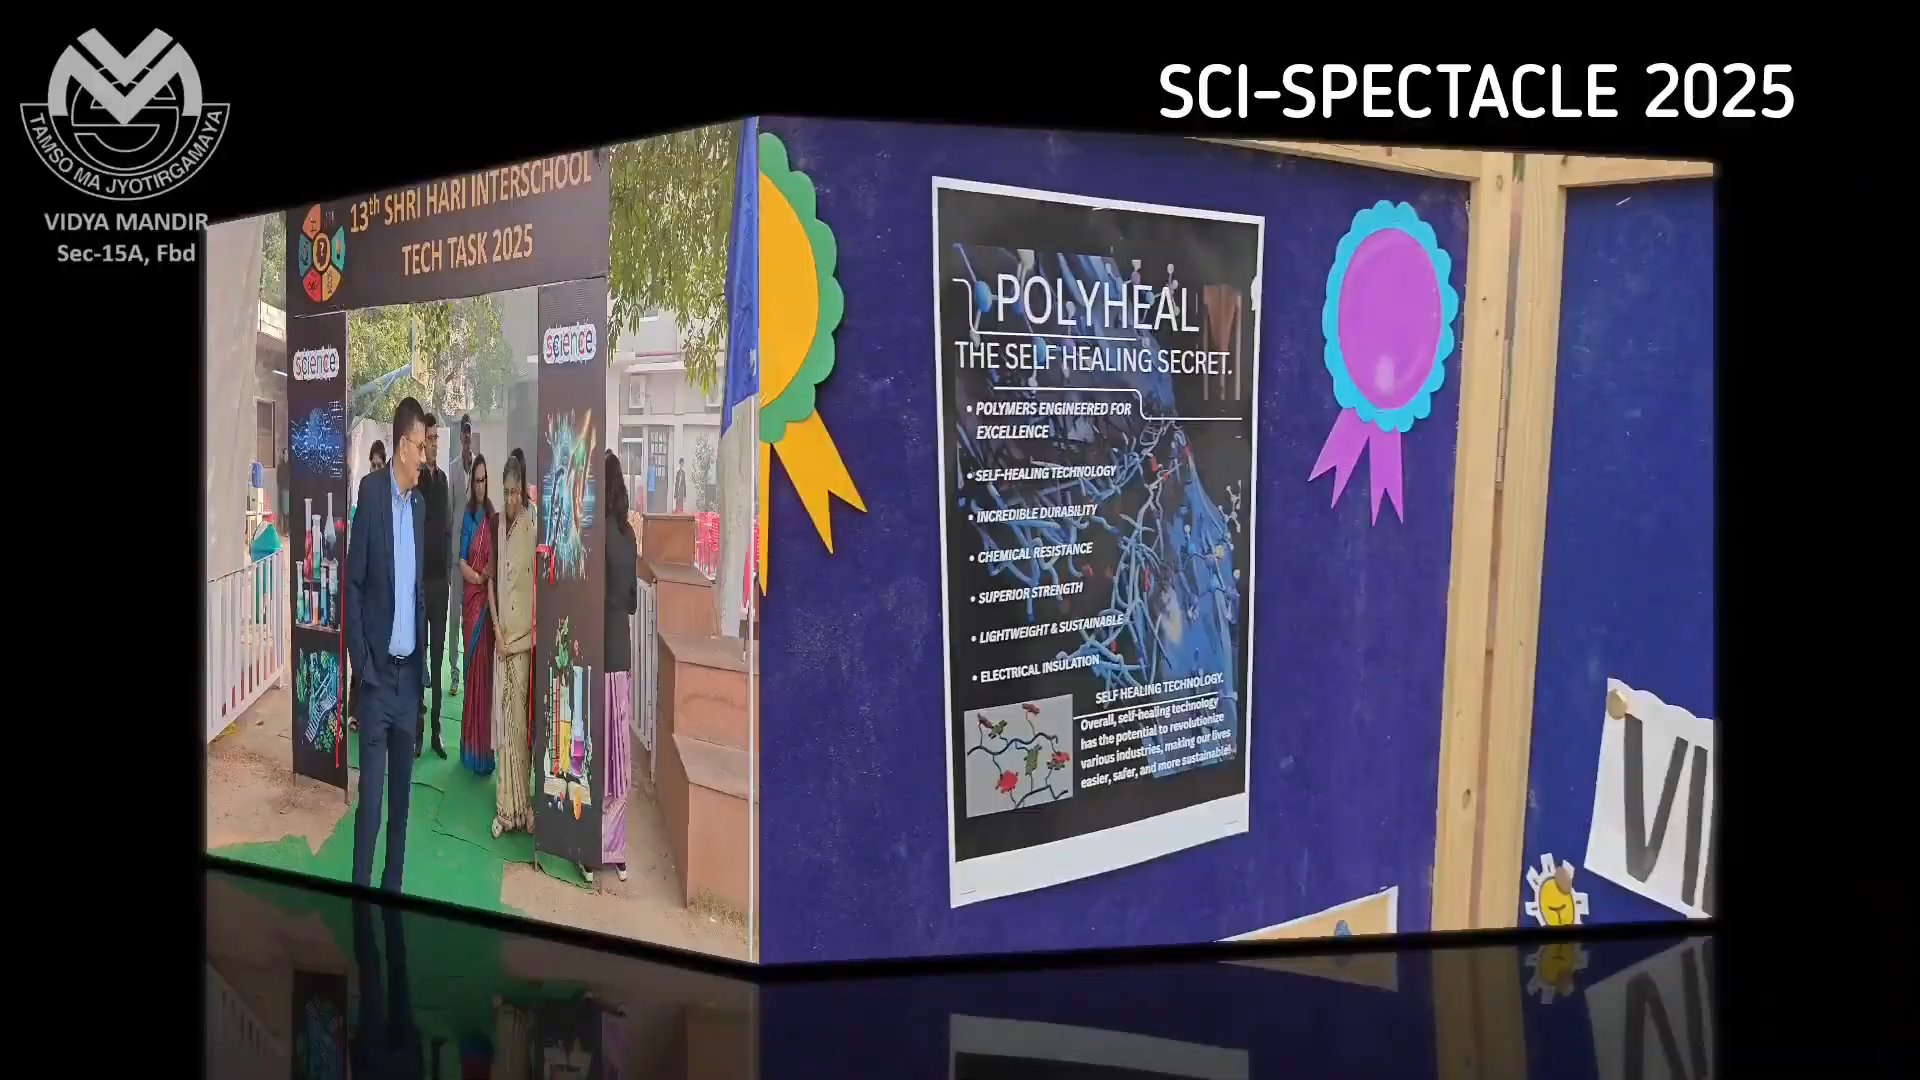 TAMSO MA JYOTIRGAMAYA
VIDYA MANDIR
Sec-15A, Fbd
SCI-SPECTACLE 2025
13th SHRI HARI INTERSCHOOL
TECH TASK 2025
science
science
POLYHEAL
THE SELF HEALING SECRET.
• POLYMERS ENGINEERED FOR
EXCELLENCE
• SELF-HEALING TECHNOLOGY
• INCREDIBLE DURABILITY
• CHEMICAL RESISTANCE
• SUPERIOR STRENGTH
• LIGHTWEIGHT & SUSTAINABLE
• ELECTRICAL INSULATION
SELF HEALING TECHNOLOGY.
Overall, self-healing technology
has the potential to revolutionize
various industries, making our lives
easier, safer, and more sustainable!
VI